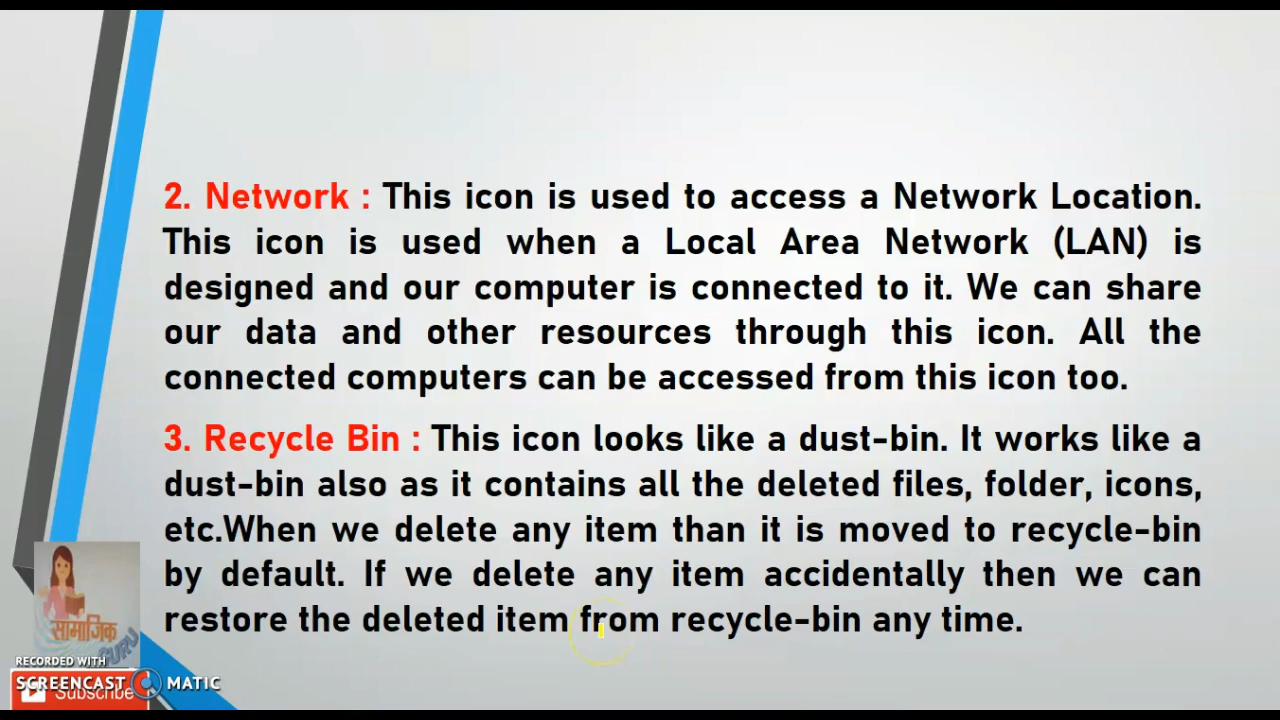 2. Network : This icon is used to access a Network Location.
This icon is used when a Local Area Network (LAN) is
designed and our computer is connected to it. We can share
our data and other resources through this icon. All the
connected computers can be accessed from this icon too.
3. Recycle Bin : This icon looks like a dust-bin. It works like a
dust-bin also as it contains all the deleted files, folder, icons,
etc.When we delete any item than it is moved to recycle-bin
by default. If we delete any item accidentally then we can
restore the deleted item from recycle-bin any time.
सामाजिक
GURU
RECORDED WITH
SCREENCAST MATIC
Subscribe